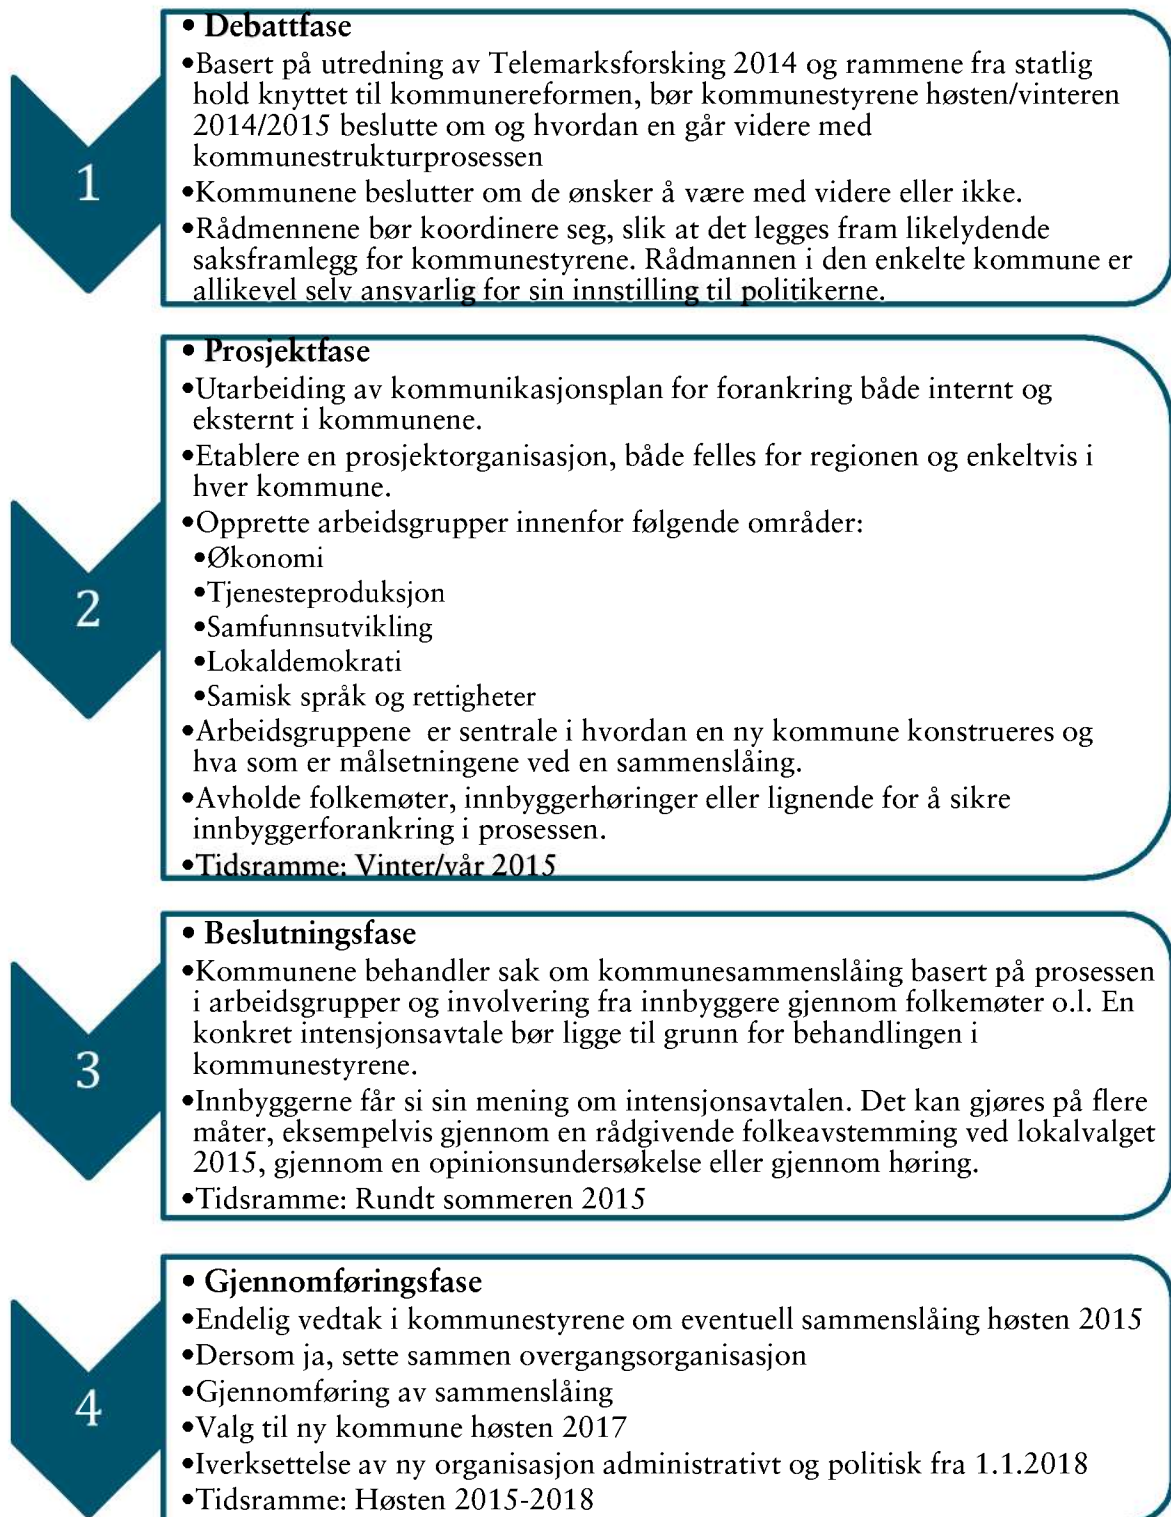 • Debattfase
•Basert på utredning av Telemarksforsking 2014 og rammene fra statlig
hold knyttet til kommunereformen, bør kommunestyrene høsten/vinteren
2014/2015 beslutte om og hvordan en går videre med
kommunestrukturprosessen
•Kommunene beslutter om de ønsker å være med videre eller ikke.
•Rådmennene bør koordinere seg, slik at det legges fram likelydende
saksframlegg for kommunestyrene. Rådmannen i den enkelte kommune er
allikevel selv ansvarlig for sin innstilling til politikerne.
1
• Prosjektfase
•Utarbeiding av kommunikasjonsplan for forankring både internt og
eksternt i kommunene.
•Etablere en prosjektorganisasjon, både felles for regionen og enkeltvis i
hver kommune.
•Opprette arbeidsgrupper innenfor følgende områder:
•Økonomi
•Tjenesteproduksjon
•Samfunnsutvikling
•Lokaldemokrati
•Samisk språk og rettigheter
•Arbeidsgruppene  er sentrale i hvordan en ny kommune konstrueres og
hva som er målsetningene ved en sammenslåing.
•Avholde folkemøter, innbyggerhøringer eller lignende for å sikre
innbyggerforankring i prosessen.
•Tidsramme: Vinter/vår 2015
2
• Beslutningsfase
•Kommunene behandler sak om kommunesammenslåing basert på prosessen
i arbeidsgrupper og involvering fra innbyggere gjennom folkemøter o.l. En
konkret intensjonsavtale bør ligge til grunn for behandlingen i
kommunestyrene.
•Innbyggerne får si sin mening om intensjonsavtalen. Det kan gjøres på flere
måter, eksempelvis gjennom en rådgivende folkeavstemming ved lokalvalget
2015, gjennom en opinionsundersøkelse eller gjennom høring.
•Tidsramme: Rundt sommeren 2015
3
• Gjennomføringsfase
•Endelig vedtak i kommunestyrene om eventuell sammenslåing høsten 2015
•Dersom ja, sette sammen overgangsorganisasjon
•Gjennomføring av sammenslåing
•Valg til ny kommune høsten 2017
•Iverksettelse av ny organisasjon administrativt og politisk fra 1.1.2018
•Tidsramme: Høsten 2015-2018
4